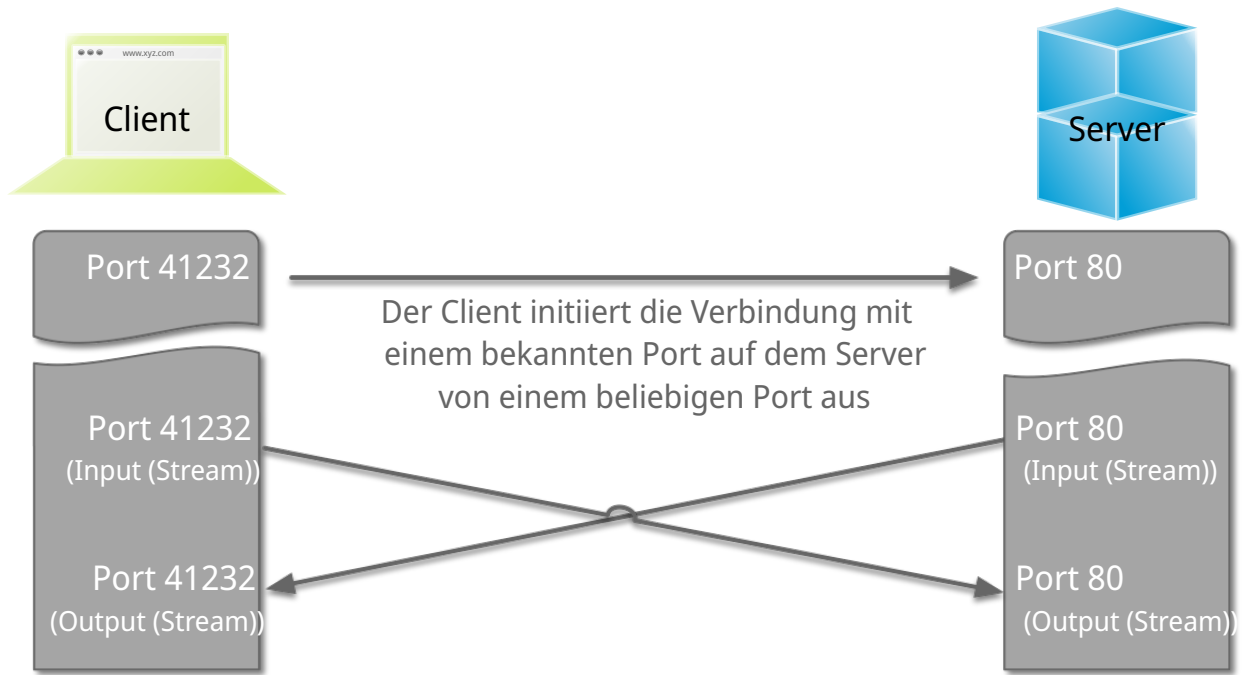 www.xyz.com
Client
Server
Port 41232
Port 80
Der Client initiiert die Verbindung mit
einem bekannten Port auf dem Server
von einem beliebigen Port aus
Port 41232
(Input (Stream))
Port 80
(Input (Stream))
Port 41232
(Output (Stream))
Port 80
(Output (Stream))